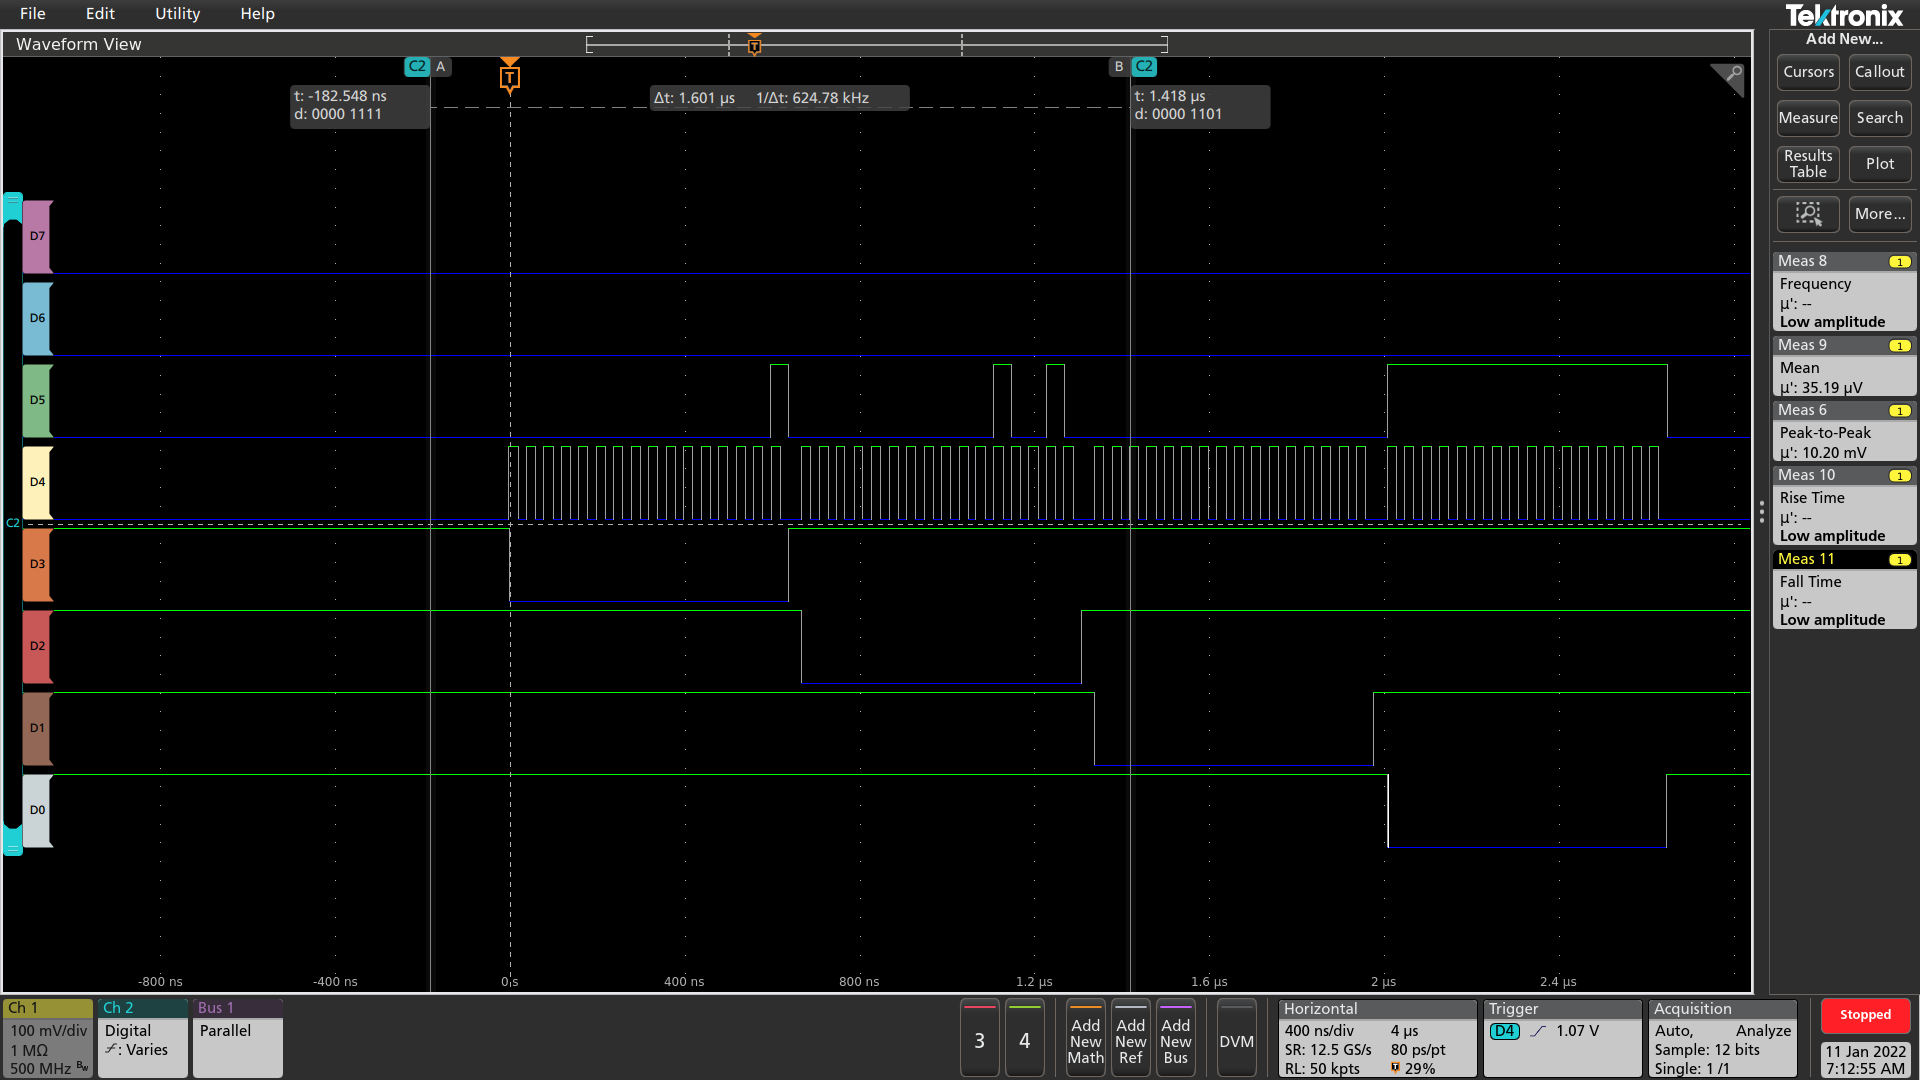 File Edit Utility Help
Tektronix
Waveform View
Add New...
C2 A
T
T
B C2
Cursors Callout
t: -182.548 ns
d: 0000 1111
Δt: 1.601 µs 1/Δt: 624.78 kHz
t: 1.418 µs
d: 0000 1101
Measure Search
Results Table
Plot
More...
D7
D6
D5
D4
C2
D3
D2
D1
D0
Meas 8 1
Frequency
µ': --
Low amplitude
Meas 9 1
Mean
µ': 35.19 µV
Meas 6 1
Peak-to-Peak
µ': 10.20 mV
Meas 10 1
Rise Time
µ': --
Low amplitude
Meas 11 1
Fall Time
µ': --
Low amplitude
-800 ns -400 ns 0s 400 ns 800 ns 1.2 µs 1.6 µs 2 µs 2.4 µs
Ch 1
100 mV/div
1 MΩ
500 MHz Bw
Ch 2
Digital
: Varies
Bus 1
Parallel
3
4
Add
New
Math
Add
New
Ref
Add
New
Bus
DVM
Horizontal
400 ns/div 4 µs
SR: 12.5 GS/s 80 ps/pt
RL: 50 kpts T 29%
Trigger
D4 1.07 V
Acquisition
Auto, Analyze
Sample: 12 bits
Single: 1 /1
Stopped
11 Jan 2022
7:12:55 AM